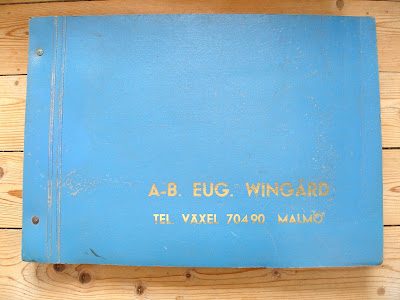 A-B. EUG. WINGÅRD
TEL. VÄXEL 70490 MALMÖ